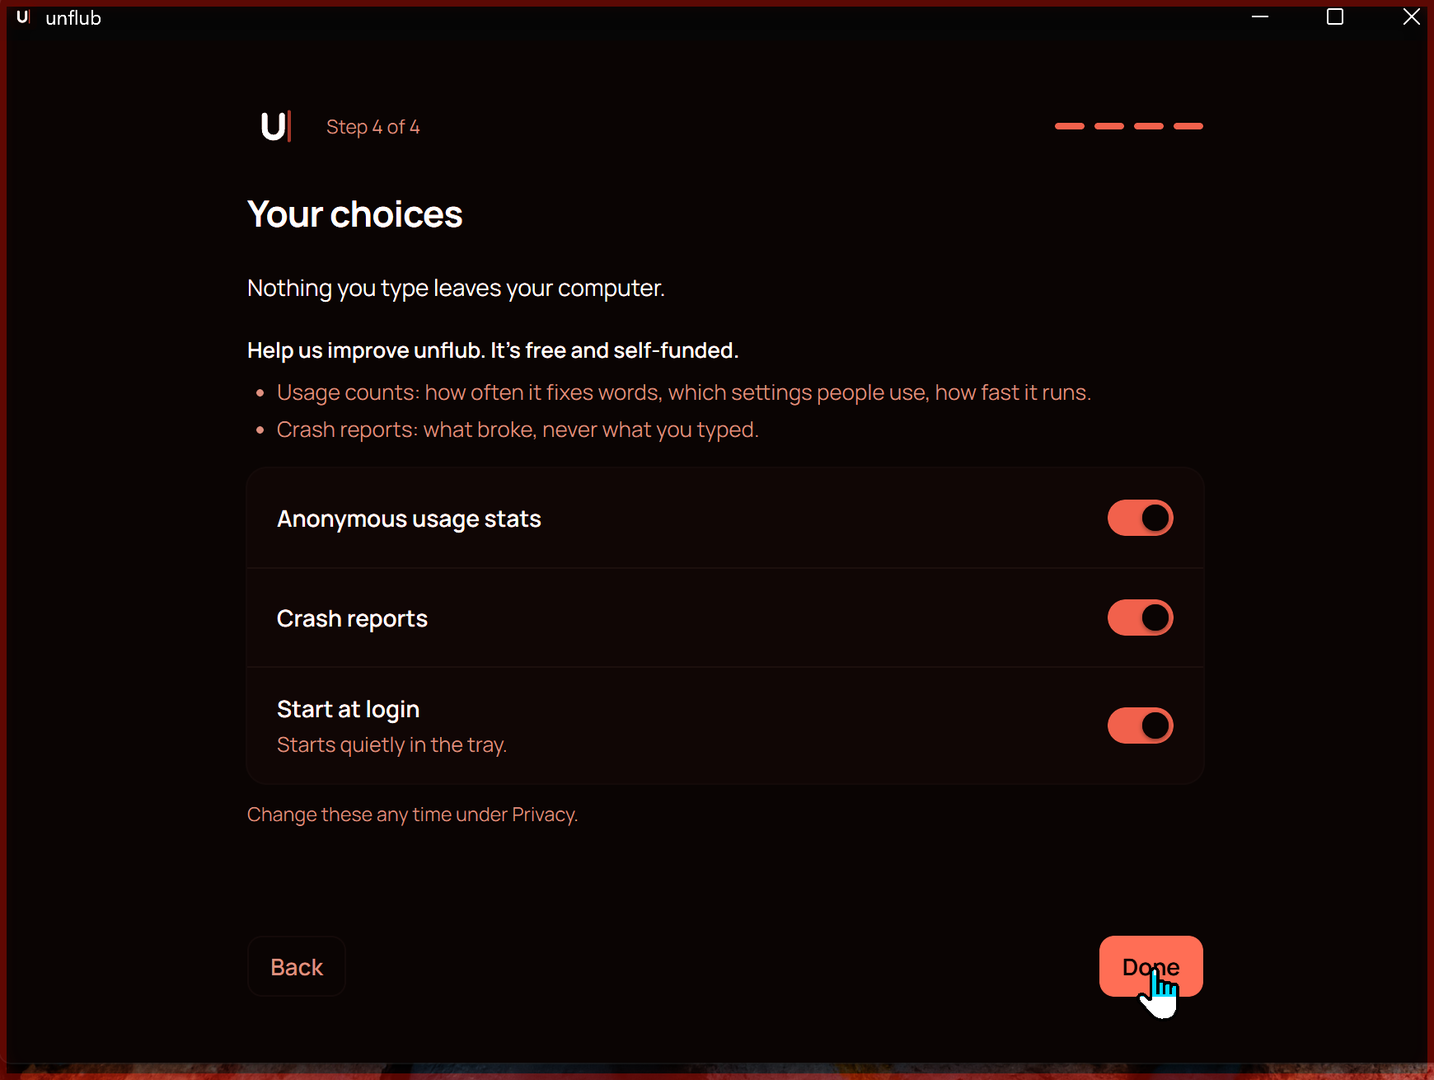 U unflub
U Step 4 of 4
Your choices
Nothing you type leaves your computer.
Help us improve unflub. It's free and self-funded.
• Usage counts: how often it fixes words, which settings people use, how fast it runs.
• Crash reports: what broke, never what you typed.
Anonymous usage stats
Crash reports
Start at login
Starts quietly in the tray.
Change these any time under Privacy.
Back
Done